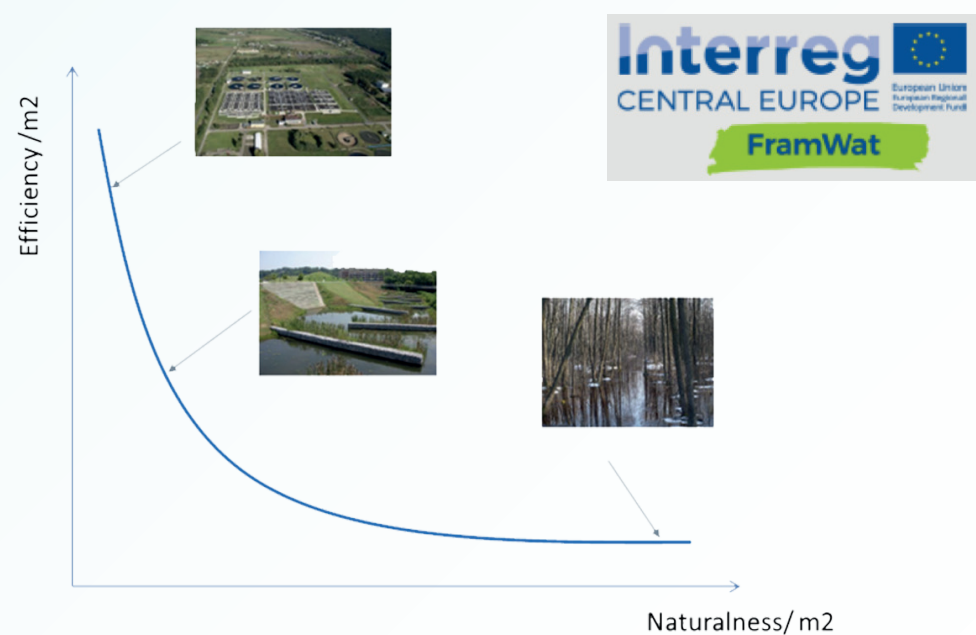 Efficiency /m2
Interreg
CENTRAL EUROPE
European Union
European Regional
Development Fund
FramWat
Naturalness/ m2